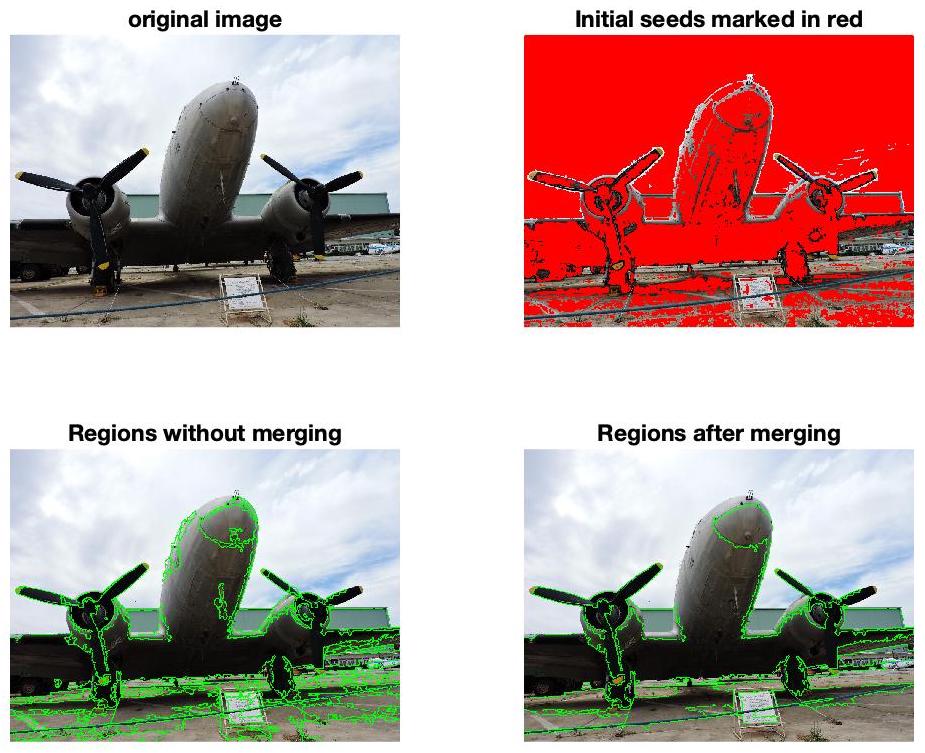 original image
Initial seeds marked in red
Regions without merging
Regions after merging